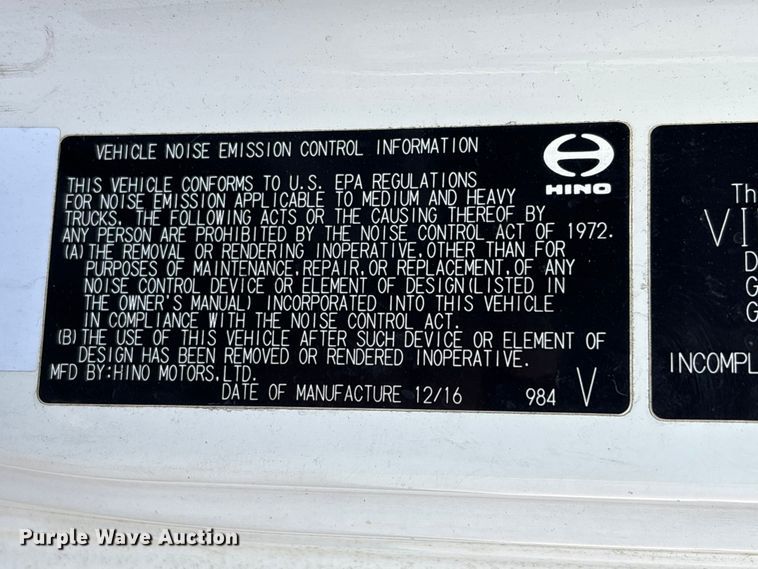 VEHICLE NOISE EMISSION CONTROL INFORMATION
HINO
THIS VEHICLE CONFORMS TO U.S. EPA REGULATIONS
FOR NOISE EMISSION APPLICABLE TO MEDIUM AND HEAVY
TRUCKS. THE FOLLOWING ACTS OR THE CAUSING THEREOF BY
ANY PERSON ARE PROHIBITED BY THE NOISE CONTROL ACT OF 1972.
(A) THE REMOVAL OR RENDERING INOPERATIVE, OTHER THAN FOR
PURPOSES OF MAINTENANCE, REPAIR, OR REPLACEMENT, OF ANY
NOISE CONTROL DEVICE OR ELEMENT OF DESIGN(LISTED IN
THE OWNER'S MANUAL) INCORPORATED INTO THIS VEHICLE
IN COMPLIANCE WITH THE NOISE CONTROL ACT.
(B) THE USE OF THIS VEHICLE AFTER SUCH DEVICE OR ELEMENT OF
DESIGN HAS BEEN REMOVED OR RENDERED INOPERATIVE.
MFD BY:HINO MOTORS,LTD.
DATE OF MANUFACTURE 12/16 984 V
Th
VI
D
G
G
INCOMPL
Purple Wave Auction